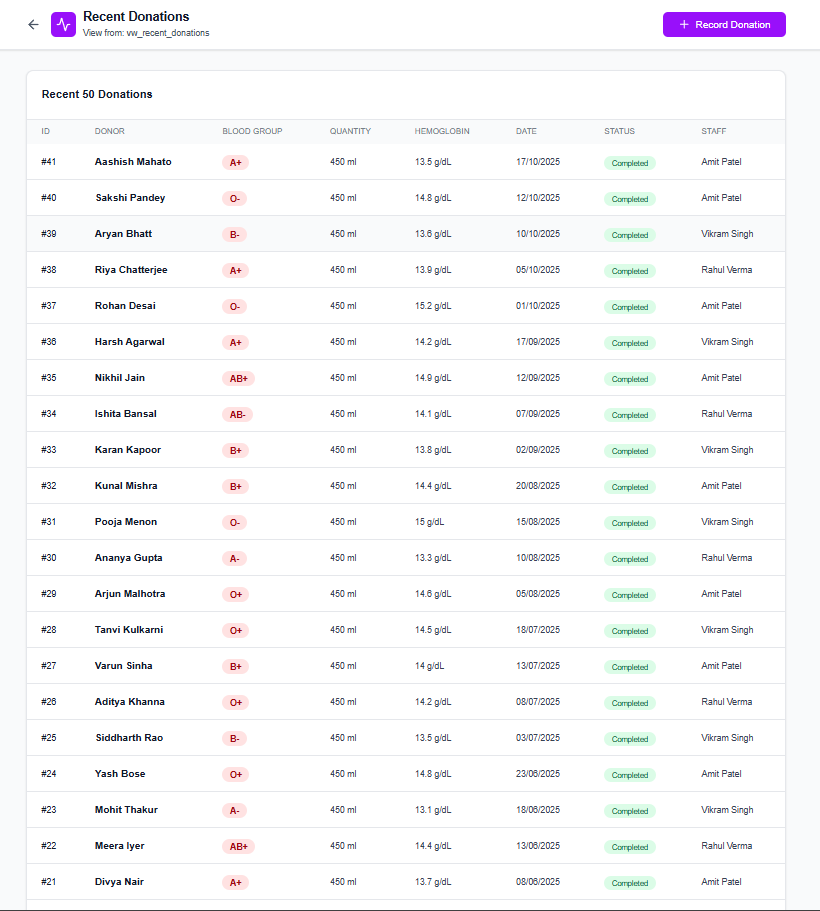 Recent Donations
View from: vw_recent_donations
Record Donation
Recent 50 Donations
ID DONOR BLOOD GROUP QUANTITY HEMOGLOBIN DATE STATUS STAFF
#41 Aashish Mahato A+ 450 ml 13.5 g/dL 17/10/2025 Completed Amit Patel
#40 Sakshi Pandey O- 450 ml 14.8 g/dL 12/10/2025 Completed Amit Patel
#39 Aryan Bhatt B- 450 ml 13.6 g/dL 10/10/2025 Completed Vikram Singh
#38 Riya Chatterjee A+ 450 ml 13.9 g/dL 05/10/2025 Completed Rahul Verma
#37 Rohan Desai O- 450 ml 15.2 g/dL 01/10/2025 Completed Amit Patel
#36 Harsh Agarwal A+ 450 ml 14.2 g/dL 17/09/2025 Completed Vikram Singh
#35 Nikhil Jain AB+ 450 ml 14.9 g/dL 12/09/2025 Completed Amit Patel
#34 Ishita Bansal AB- 450 ml 14.1 g/dL 07/09/2025 Completed Rahul Verma
#33 Karan Kapoor B+ 450 ml 13.8 g/dL 02/09/2025 Completed Vikram Singh
#32 Kunal Mishra B+ 450 ml 14.4 g/dL 20/08/2025 Completed Amit Patel
#31 Pooja Menon O- 450 ml 15 g/dL 15/08/2025 Completed Vikram Singh
#30 Ananya Gupta A- 450 ml 13.3 g/dL 10/08/2025 Completed Rahul Verma
#29 Arjun Malhotra O+ 450 ml 14.6 g/dL 05/08/2025 Completed Amit Patel
#28 Tanvi Kulkarni O+ 450 ml 14.5 g/dL 18/07/2025 Completed Vikram Singh
#27 Varun Sinha B+ 450 ml 14 g/dL 13/07/2025 Completed Amit Patel
#26 Aditya Khanna O+ 450 ml 14.2 g/dL 08/07/2025 Completed Rahul Verma
#25 Siddharth Rao B- 450 ml 13.5 g/dL 03/07/2025 Completed Vikram Singh
#24 Yash Bose O+ 450 ml 14.8 g/dL 23/06/2025 Completed Amit Patel
#23 Mohit Thakur A- 450 ml 13.1 g/dL 18/06/2025 Completed Vikram Singh
#22 Meera Iyer AB+ 450 ml 14.4 g/dL 13/06/2025 Completed Rahul Verma
#21 Divya Nair A+ 450 ml 13.7 g/dL 08/06/2025 Completed Amit Patel